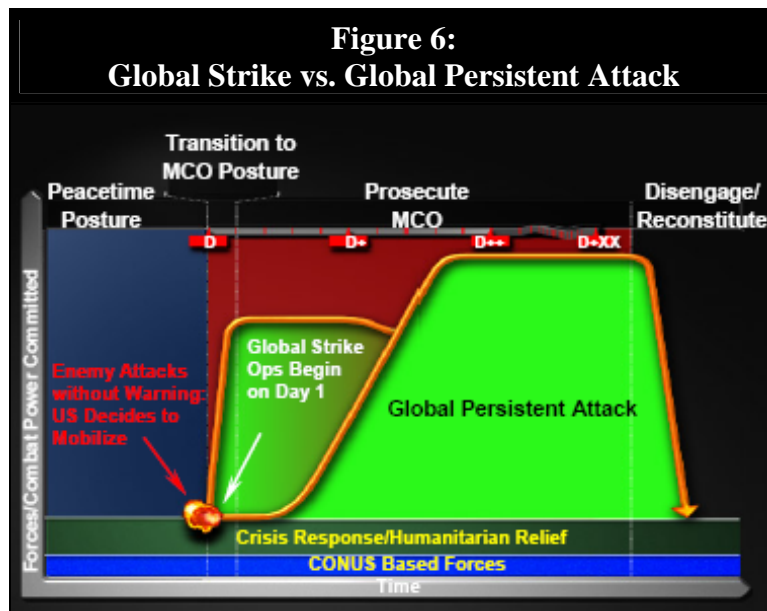 Figure 6:
Global Strike vs. Global Persistent Attack
Transition to
MCO Posture
Peacetime
Posture
Prosecute
MCO
Disengage/
Reconstitute
D
D+
D++
D+XX
Enemy Attacks
without Warning:
US Decides to
Mobilize
Global Strike
Ops Begin
on Day 1
Global Persistent Attack
Forces/Combat Power Committed
Crisis Response/Humanitarian Relief
CONUS Based Forces
Time